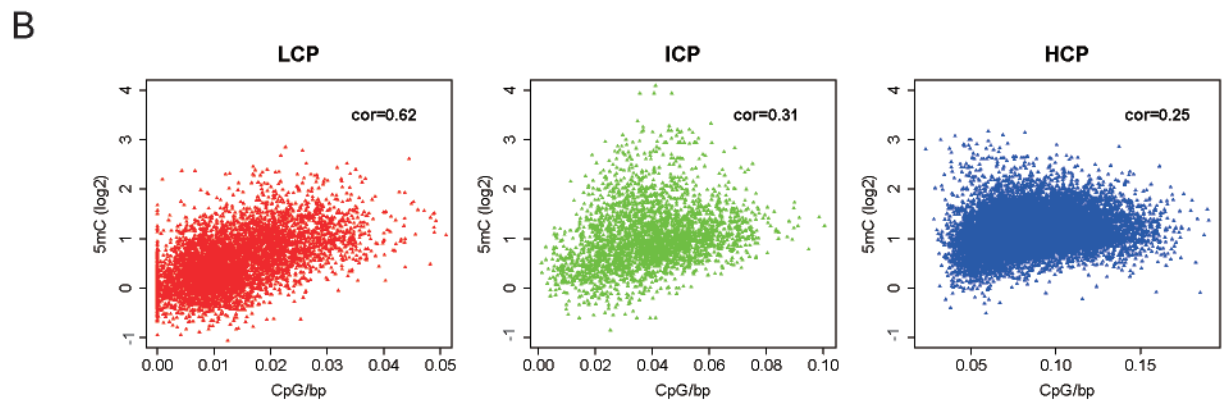 B
LCP
ICP
HCP
cor=0.62
cor=0.31
cor=0.25
5mC (log2)
4
3
2
1
0
-1
0.00 0.01 0.02 0.03 0.04 0.05
CpG/bp
5mC (log2)
4
3
2
1
0
-1
0.00 0.02 0.04 0.06 0.08 0.10
CpG/bp
5mC (log2)
4
3
2
1
0
-1
0.05 0.10 0.15
CpG/bp